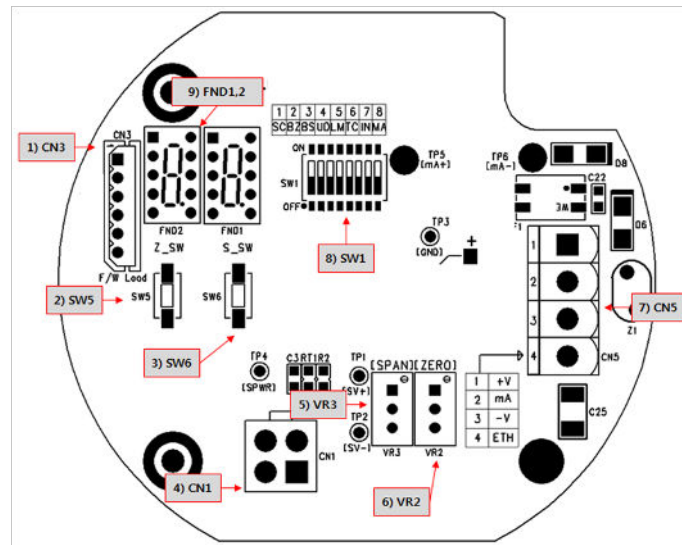 9) FND1,2
1) CN3
CN3
1 2 3 4 5 6 7 8
SC BZ BS UD LM TC IN MA
ON
SW1
OFF
TP5
[mA+]
TP6
[mA-]
D8
C22
D6
FND2
FND1
Z_SW
S_SW
8) SW1
TP3
[GND]
+
F/W Load
2) SW5
SW5
SW6
3) SW6
1
2
3
4
7) CN5
Z1
CN5
TP4
[SPWR]
C3 RT1 R2
TP1
[SV+]
[SPAN] [ZERO]
5) VR3
TP2
[SV-]
VR3
VR2
1 +V
2 mA
3 -V
4 ETH
C25
CN1
4) CN1
6) VR2